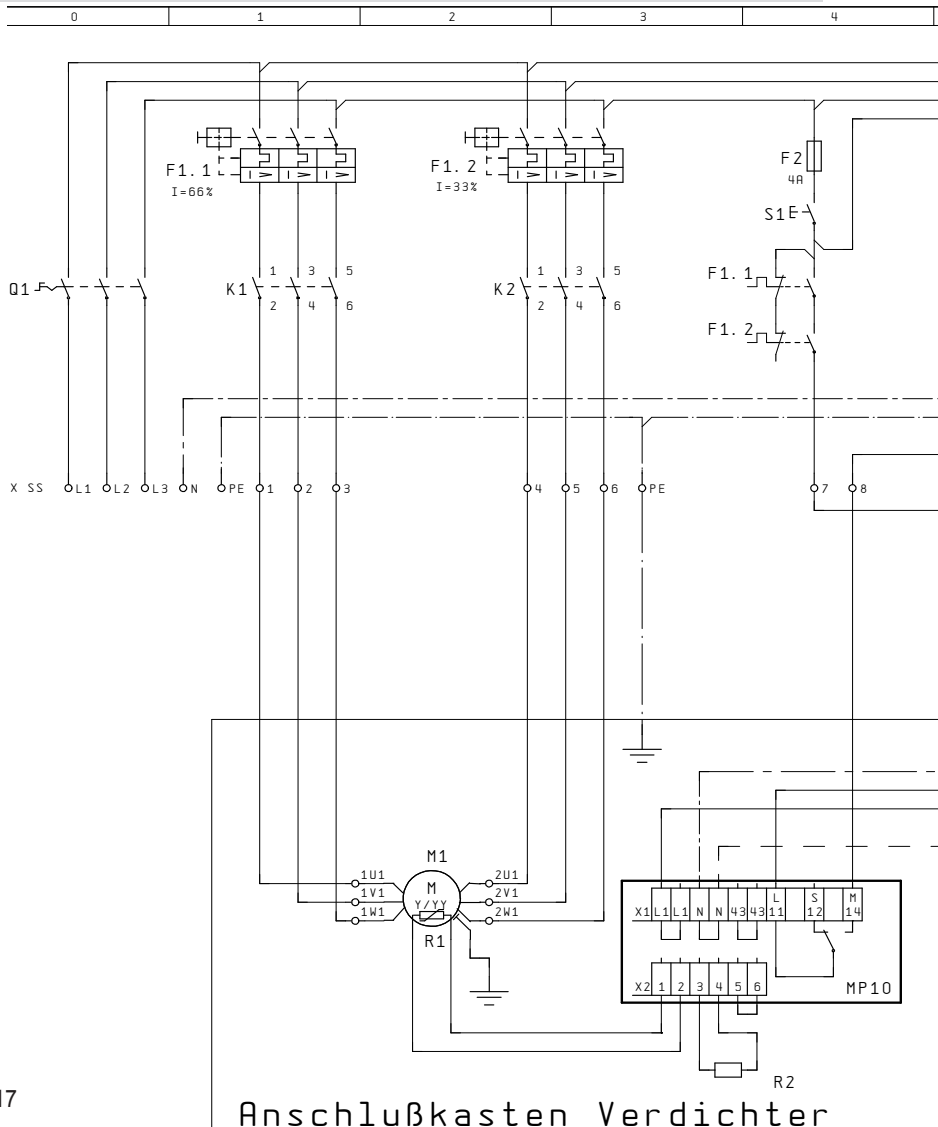 0 1 2 3 4
F1.1
I=66%
F1.2
I=33%
F2
4A
S1E
Q1
K1
1 3 5
2 4 6
K2
1 3 5
2 4 6
F1.1
F1.2
X SS L1 L2 L3 N PE 1 2 3 4 5 6 PE 7 8
M1
1U1
1V1
1W1
M
Y/YY
2U1
2V1
2W1
R1
X1 L1 L1 N N 43 43 L 11 S 12 M 14
MP10
X2 1 2 3 4 5 6
R2
17
Anschlußkasten Verdichter